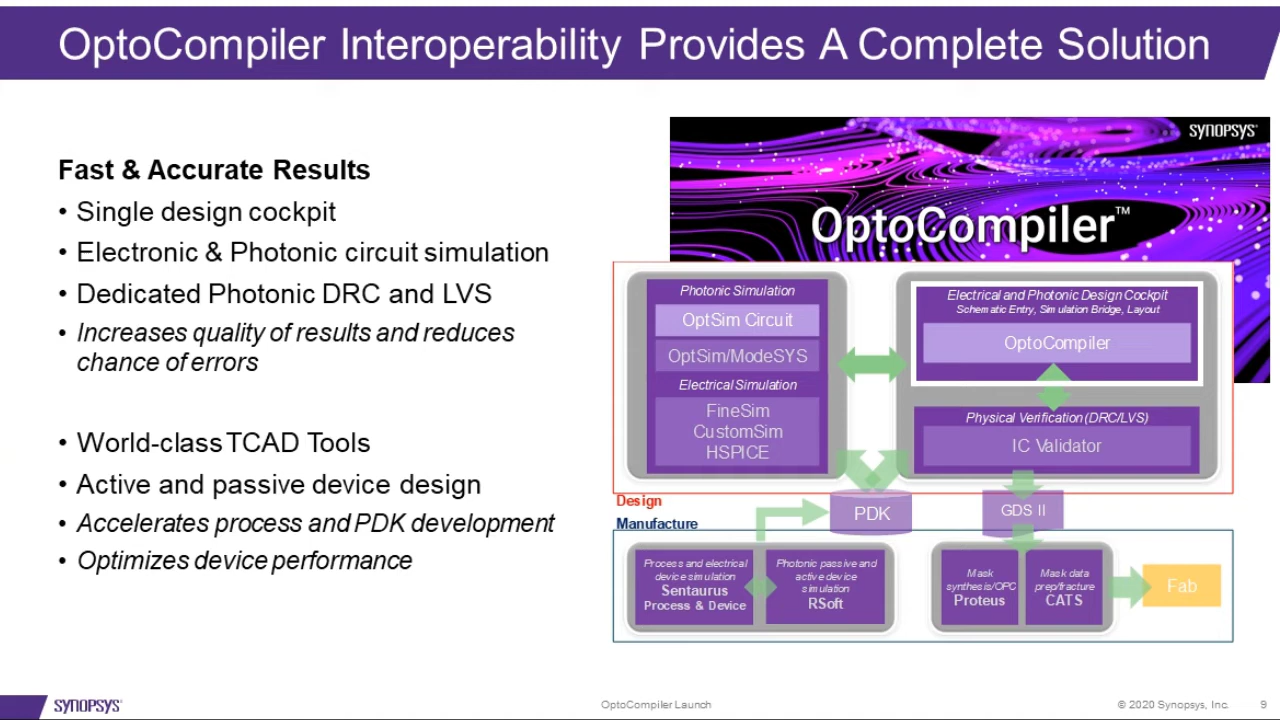 OptoCompiler Interoperability Provides A Complete Solution
Fast & Accurate Results
• Single design cockpit
• Electronic & Photonic circuit simulation
• Dedicated Photonic DRC and LVS
• Increases quality of results and reduces
chance of errors
• World-class TCAD Tools
• Active and passive device design
• Accelerates process and PDK development
• Optimizes device performance
SYNOPSYS®
OptoCompiler™
Photonic Simulation
OptSim Circuit
OptSim/ModeSYS
Electrical Simulation
FineSim
CustomSim
HSPICE
Electrical and Photonic Design Cockpit
Schematic Entry, Simulation Bridge, Layout
OptoCompiler
Physical Verification (DRC/LVS)
IC Validator
Design
Manufacture
PDK
GDS II
Process and electrical
device simulation
Sentaurus
Process & Device
Photonic passive and
active device
simulation
RSoft
Mask
synthesis/OPC
Proteus
Mask data
prep/fracture
CATS
Fab
SYNOPSYS®
OptoCompiler Launch
© 2020 Synopsys, Inc.
9